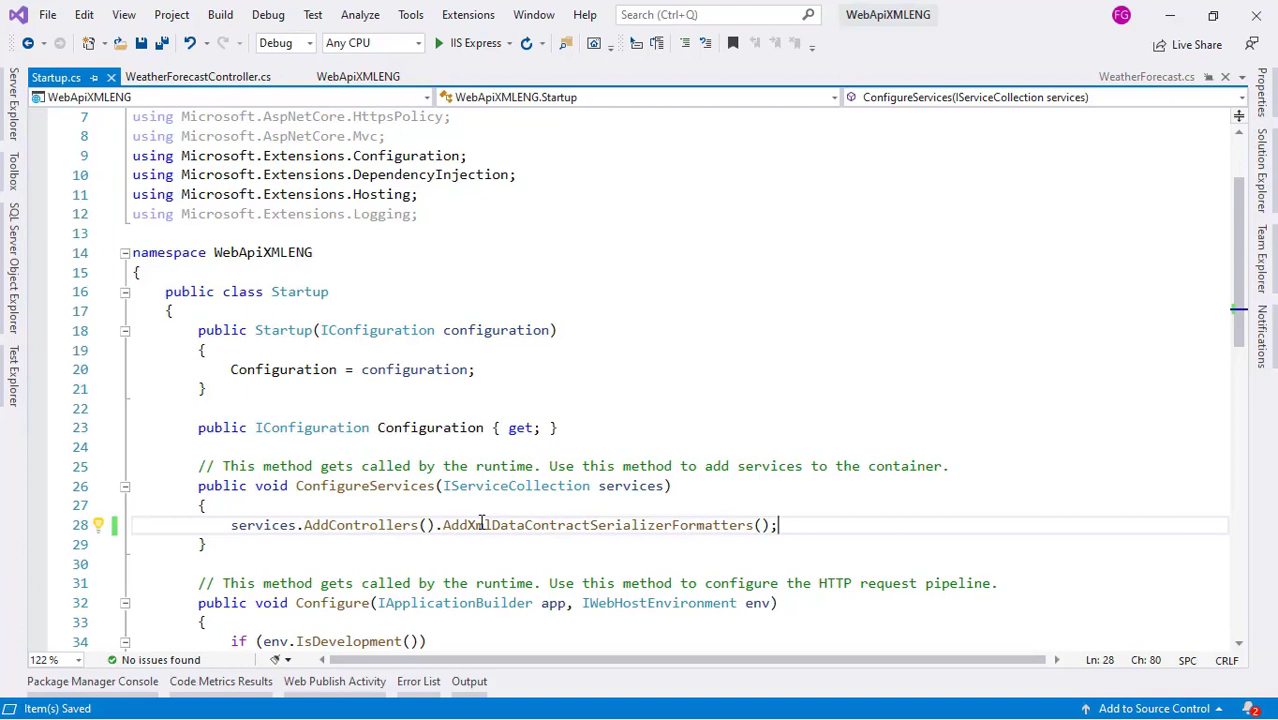 File Edit View Project Build Debug Test Analyze Tools Extensions Window Help Search (Ctrl+Q) WebApiXMLENG FG
Debug Any CPU IIS Express Live Share
Startup.cs WeatherForecastController.cs WebApiXMLENG WeatherForecast.cs
WebApiXMLENG WebApiXMLENG.Startup ConfigureServices(IServiceCollection services)
Server Explorer
Toolbox
SQL Server Object Explorer
Test Explorer
7 using Microsoft.AspNetCore.HttpsPolicy;
8 using Microsoft.AspNetCore.Mvc;
9 using Microsoft.Extensions.Configuration;
10 using Microsoft.Extensions.DependencyInjection;
11 using Microsoft.Extensions.Hosting;
12 using Microsoft.Extensions.Logging;
13
14 namespace WebApiXMLENG
15 {
16 public class Startup
17 {
18 public Startup(IConfiguration configuration)
19 {
20 Configuration = configuration;
21 }
22
23 public IConfiguration Configuration { get; }
24
25 // This method gets called by the runtime. Use this method to add services to the container.
26 public void ConfigureServices(IServiceCollection services)
27 {
28 services.AddControllers().AddXmlDataContractSerializerFormatters();
29 }
30
31 // This method gets called by the runtime. Use this method to configure the HTTP request pipeline.
32 public void Configure(IApplicationBuilder app, IWebHostEnvironment env)
33 {
34 if (env.IsDevelopment())
Properties
Solution Explorer
Team Explorer
Notifications
122 % No issues found Ln: 28 Ch: 80 SPC CRLF
Package Manager Console Code Metrics Results Web Publish Activity Error List Output
Item(s) Saved Add to Source Control 2